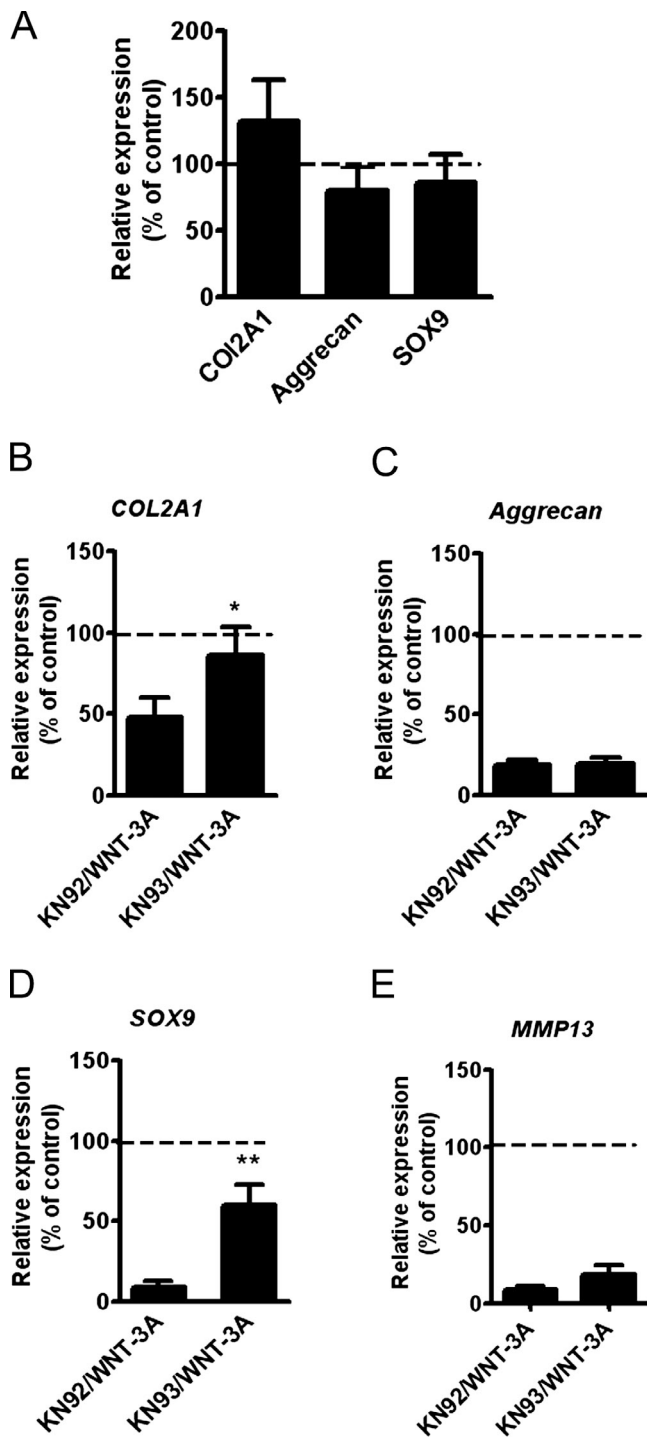 A
Relative expression
(% of control)
200
150
100
50
0
COl2A1
Aggrecan
SOX9
B
COL2A1
Relative expression
(% of control)
150
100
50
0
*
KN92/WNT-3A
KN93/WNT-3A
C
Aggrecan
Relative expression
(% of control)
150
100
50
0
KN92/WNT-3A
KN93/WNT-3A
D
SOX9
Relative expression
(% of control)
150
100
50
0
**
KN92/WNT-3A
KN93/WNT-3A
E
MMP13
Relative expression
(% of control)
150
100
50
0
KN92/WNT-3A
KN93/WNT-3A